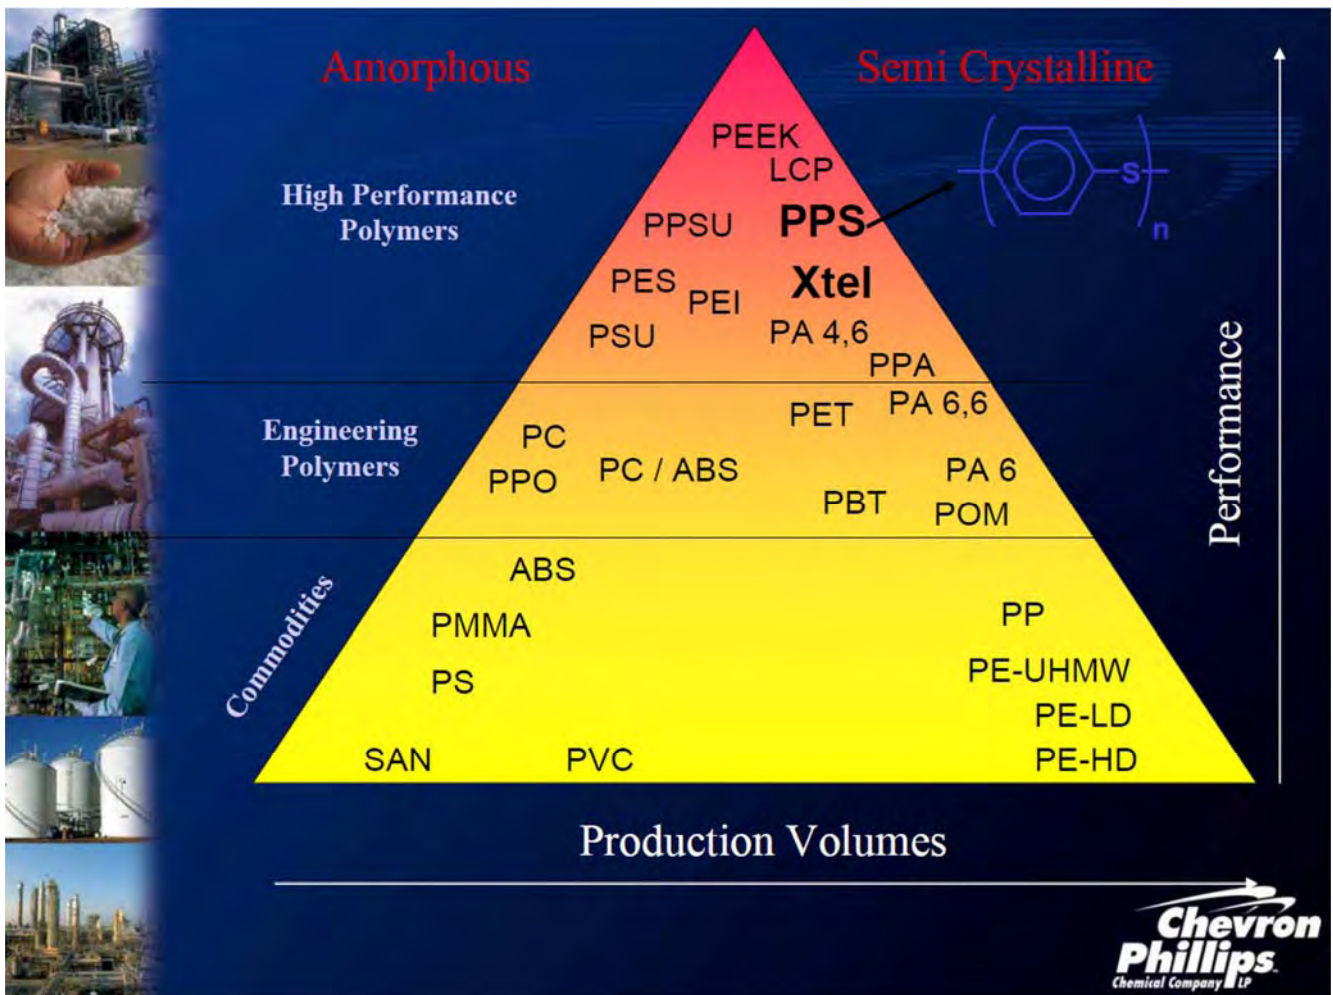 Amorphous
Semi Crystalline
PEEK
LCP
High Performance
Polymers
PPSU
PPS
S
n
PES
PEI
Xtel
PSU
PA 4,6
PPA
Engineering
Polymers
PC
PPO
PC / ABS
PET
PA 6,6
PA 6
PBT
POM
Commodities
ABS
PMMA
PS
SAN
PVC
PP
PE-UHMW
PE-LD
PE-HD
Performance
Production Volumes
Chevron
Phillips
Chemical Company LP